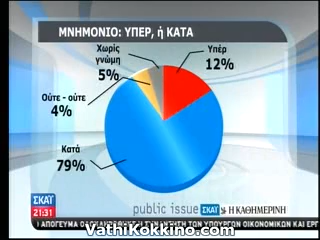 ΜΝΗΜΟΝΙΟ: ΥΠΕΡ, ή ΚΑΤΑ
Χωρίς
γνώμη
5%
Υπέρ
12%
Ούτε - ούτε
4%
Κατά
79%
public issue ΣΚΑΪ Η ΚΑΘΗΜΕΡΙΝΗ
ΣΚΑΪ
21:31
VathiKokkino.com